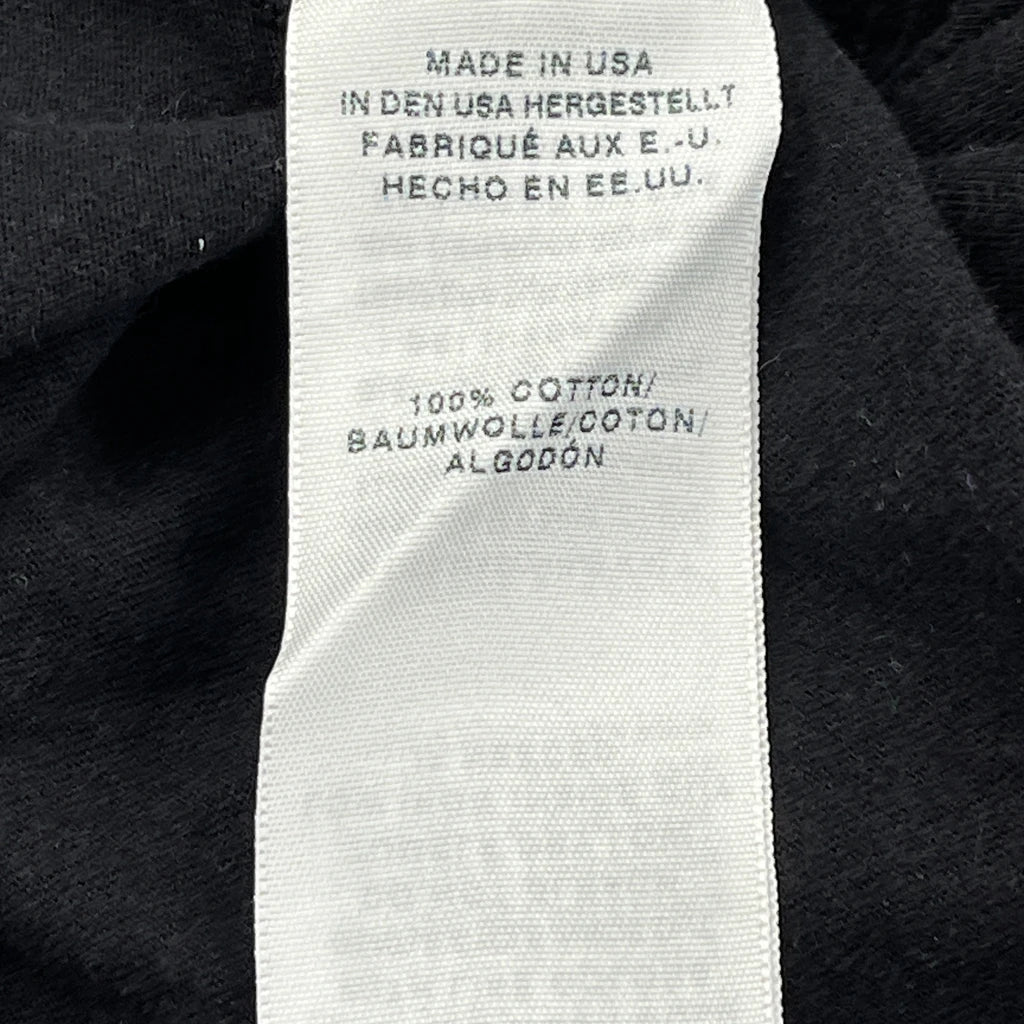 MADE IN USA
IN DEN USA HERGESTELLT
FABRIQUÉ AUX E.-U.
HECHO EN EE.UU.
100% COTTON/
BAUMWOLLE/COTON/
ALGODÓN